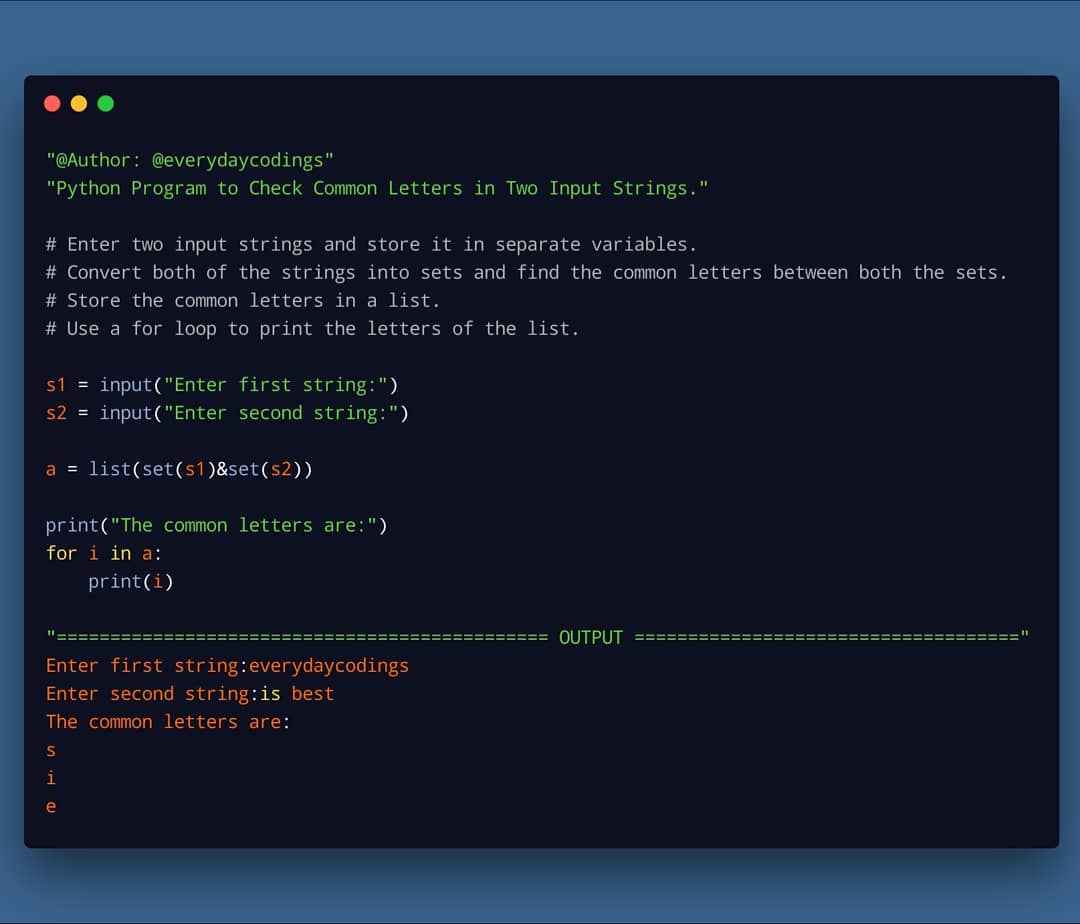 "@Author: @everydaycodings"
"Python Program to Check Common Letters in Two Input Strings."
# Enter two input strings and store it in separate variables.
# Convert both of the strings into sets and find the common letters between both the sets.
# Store the common letters in a list.
# Use a for loop to print the letters of the list.
s1 = input("Enter first string:")
s2 = input("Enter second string:")
a = list(set(s1)&set(s2))
print("The common letters are:")
for i in a:
    print(i)
"============================================== OUTPUT ===================================="
Enter first string:everydaycodings
Enter second string:is best
The common letters are:
s
i
e